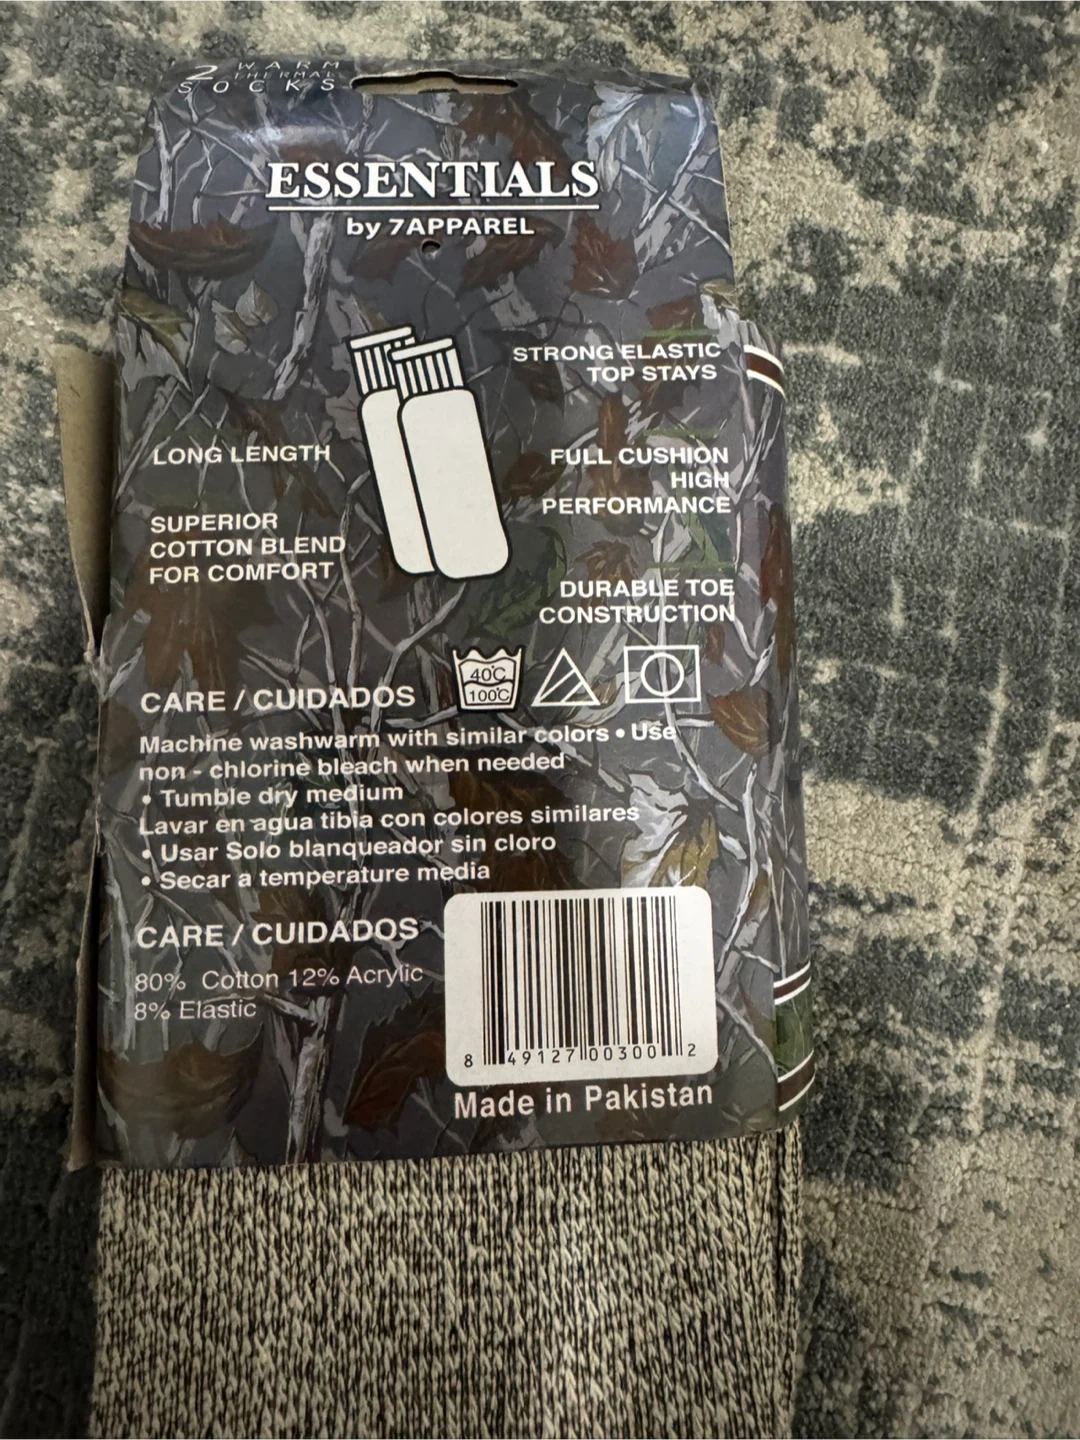 2 WARM
THERMAL
SOCKS
ESSENTIALS
by 7APPAREL
STRONG ELASTIC
TOP STAYS
LONG LENGTH
FULL CUSHION
HIGH
PERFORMANCE
SUPERIOR
COTTON BLEND
FOR COMFORT
DURABLE TOE
CONSTRUCTION
40°C
100°C
CARE / CUIDADOS
Machine washwarm with similar colors • Use
non - chlorine bleach when needed
• Tumble dry medium
Lavar en agua tibia con colores similares
• Usar Solo blanqueador sin cloro
• Secar a temperature media
CARE / CUIDADOS
80% Cotton 12% Acrylic
8% Elastic
8 49127 00300 2
Made in Pakistan